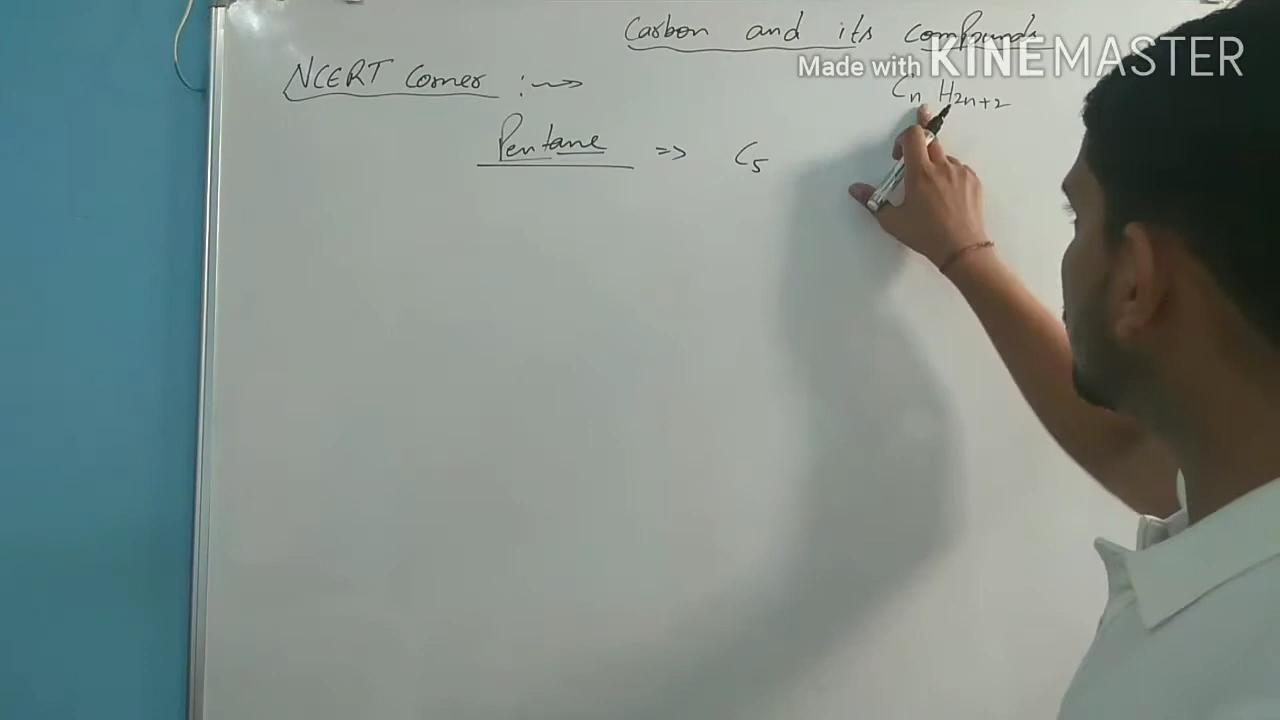 Carbon and its compounds
Made with KINEMASTER
NCERT Corner :⇝
CnH2n+2
Pentane => C5